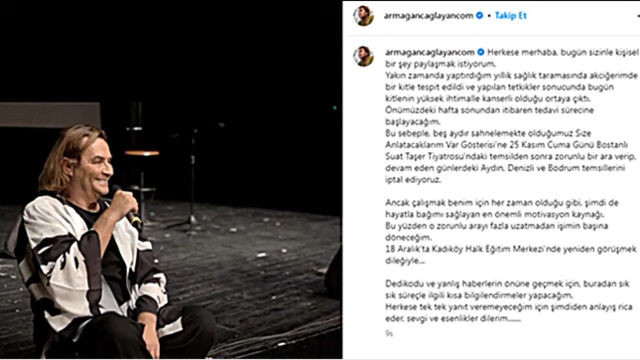 armagancaglayancom • Takip Et
armagancaglayancom Herkese merhaba, bugün sizinle kişisel
bir şey paylaşmak istiyorum.
Yakın zamanda yaptırdığım yıllık sağlık taramasında akciğerimde
bir kitle tespit edildi ve yapılan tetkikler sonucunda bugün
kitlenin yüksek ihtimalle kanserli olduğu ortaya çıktı.
Önümüzdeki hafta sonundan itibaren tedavi sürecine
başlayacağım.
Bu sebeple, beş aydır sahnelemekte olduğumuz Size
Anlatacaklarım Var Gösterisi'ne 25 Kasım Cuma Günü Bostanlı
Suat Taşer Tiyatrosu'ndaki temsilden sonra zorunlu bir ara verip,
devam eden günlerdeki Aydın, Denizli ve Bodrum temsillerini
iptal ediyoruz.
Ancak çalışmak benim için her zaman olduğu gibi, şimdi de
hayatla bağımı sağlayan en önemli motivasyon kaynağı.
Bu yüzden o zorunlu arayı fazla uzatmadan işimin başına
döneceğim.
18 Aralık'ta Kadıköy Halk Eğitim Merkezi'nde yeniden görüşmek
dileğiyle...
Dedikodu ve yanlış haberlerin önüne geçmek için, buradan sık
sık süreçle ilgili kısa bilgilendirmeler yapacağım.
Herkese tek tek yanıt veremeyeceğim için şimdiden anlayış rica
eder, sevgi ve esenlikler dilerim......
9s